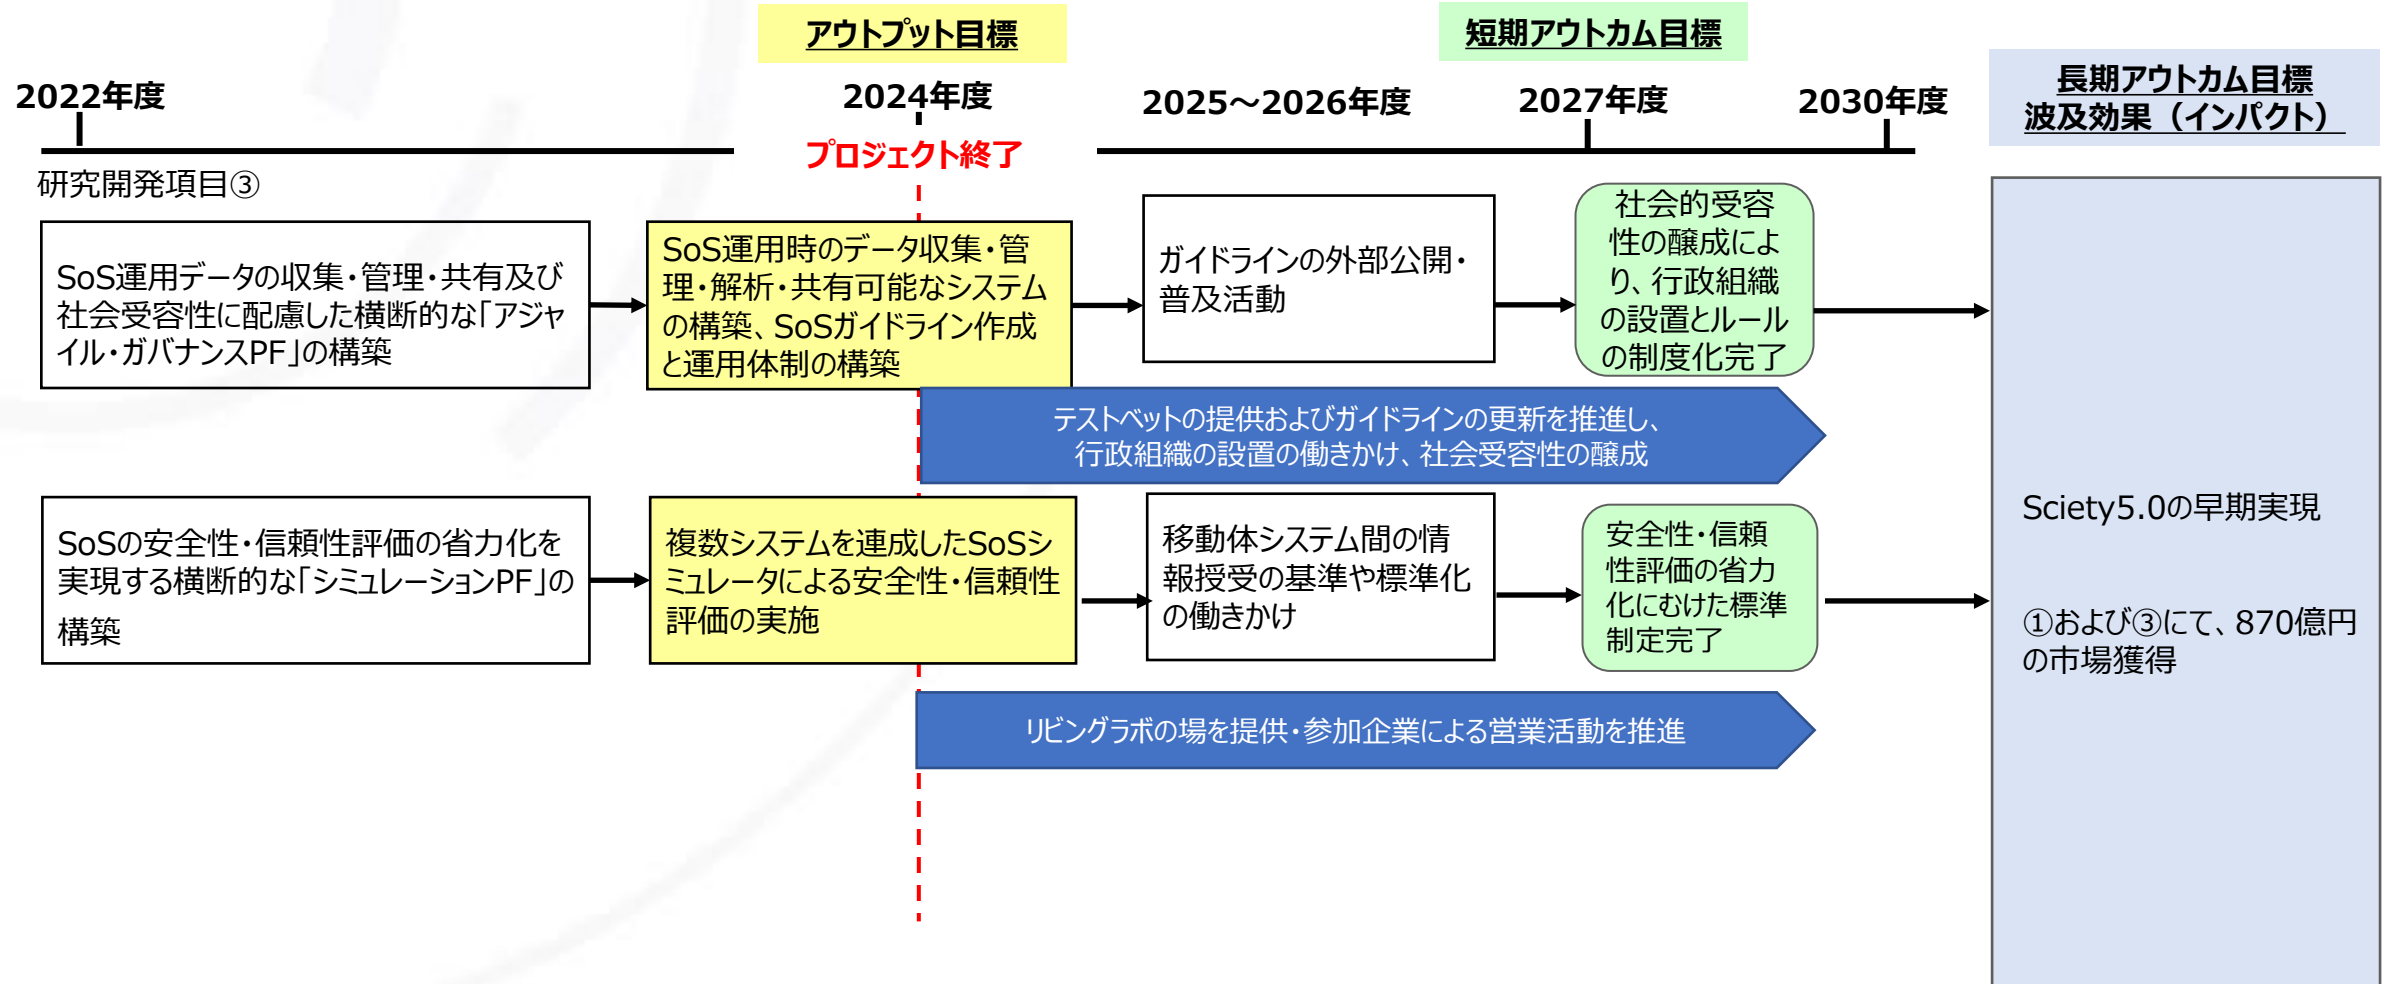 アウトプット目標
短期アウトカム目標
長期アウトカム目標
波及効果（インパクト）
2022年度
2024年度
2025～2026年度
2027年度
2030年度
プロジェクト終了
研究開発項目③
SoS運用データの収集・管理・共有及び
社会受容性に配慮した横断的な「アジャ
イル・ガバナンスPF」の構築
SoS運用時のデータ収集・管
理・解析・共有可能なシステム
の構築、SoSガイドライン作成
と運用体制の構築
ガイドラインの外部公開・
普及活動
社会的受容
性の醸成によ
り、行政組織
の設置とルール
の制度化完了
テストベットの提供およびガイドラインの更新を推進し、
行政組織の設置の働きかけ、社会受容性の醸成
SoSの安全性・信頼性評価の省力化を
実現する横断的な「シミュレーションPF」の
構築
複数システムを連成したSoSシ
ミュレータによる安全性・信頼性
評価の実施
移動体システム間の情
報授受の基準や標準化
の働きかけ
安全性・信頼
性評価の省力
化にむけた標準
制定完了
リビングラボの場を提供・参加企業による営業活動を推進
Sciety5.0の早期実現
①および③にて、870億円
の市場獲得